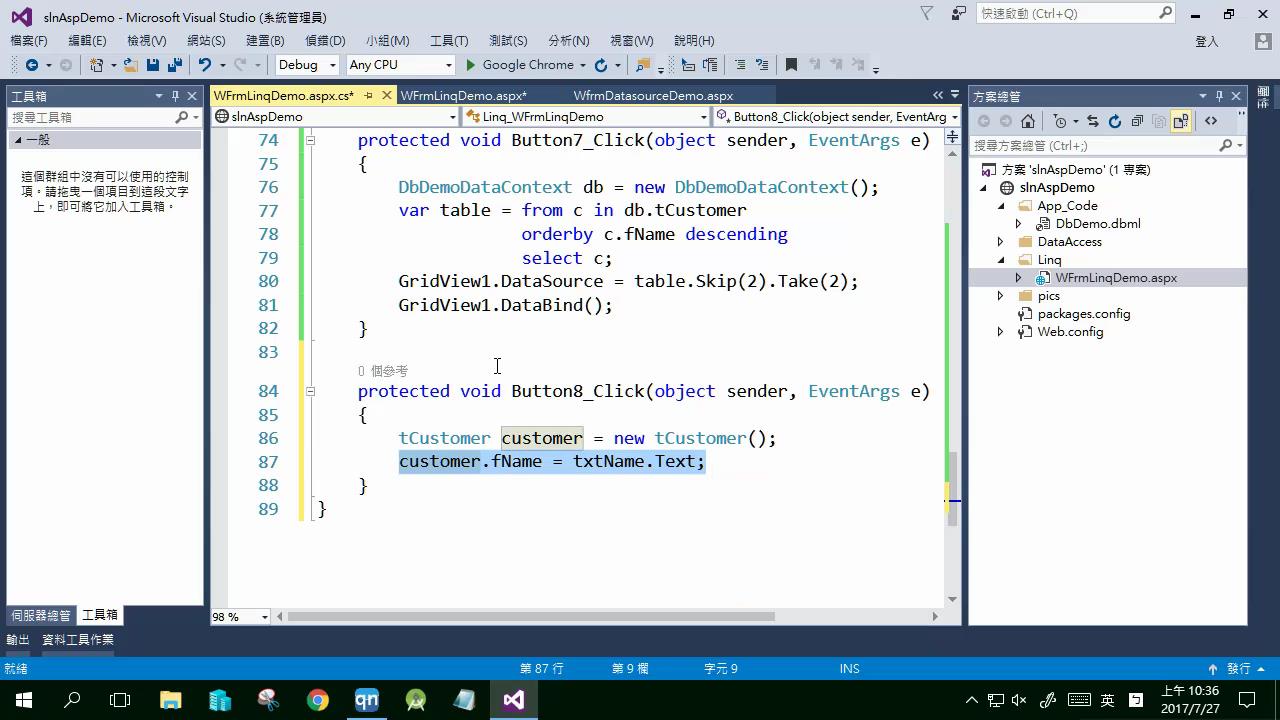 slnAspDemo - Microsoft Visual Studio (系統管理員)
快速啟動 (Ctrl+Q)
檔案(F) 編輯(E) 檢視(V) 網站(S) 建置(B) 偵錯(D) 小組(M) 工具(T) 測試(S) 分析(N) 視窗(W) 說明(H)
登入
Debug Any CPU Google Chrome
工具箱
搜尋工具箱
一般
這個群組中沒有可以使用的控制
項。請拖曳一個項目到這段文字
上，即可將它加入工具箱。
伺服器總管 工具箱
WFrmLinqDemo.aspx.cs* WFrmLinqDemo.aspx* WfrmDatasourceDemo.aspx
slnAspDemo Linq_WFrmLinqDemo Button8_Click(object sender, EventArg
74 protected void Button7_Click(object sender, EventArgs e)
75 {
76 DbDemoDataContext db = new DbDemoDataContext();
77 var table = from c in db.tCustomer
78 orderby c.fName descending
79 select c;
80 GridView1.DataSource = table.Skip(2).Take(2);
81 GridView1.DataBind();
82 }
83
0 個參考
84 protected void Button8_Click(object sender, EventArgs e)
85 {
86 tCustomer customer = new tCustomer();
87 customer.fName = txtName.Text;
88 }
89 }
98 %
方案總管
搜尋方案總管 (Ctrl+;)
方案 'slnAspDemo' (1 專案)
slnAspDemo
App_Code
DbDemo.dbml
DataAccess
Linq
WFrmLinqDemo.aspx
pics
packages.config
Web.config
輸出 資料工具作業
就緒 第 87 行 第 9 欄 字元 9 INS 發行
qn
英
上午 10:36
2017/7/27